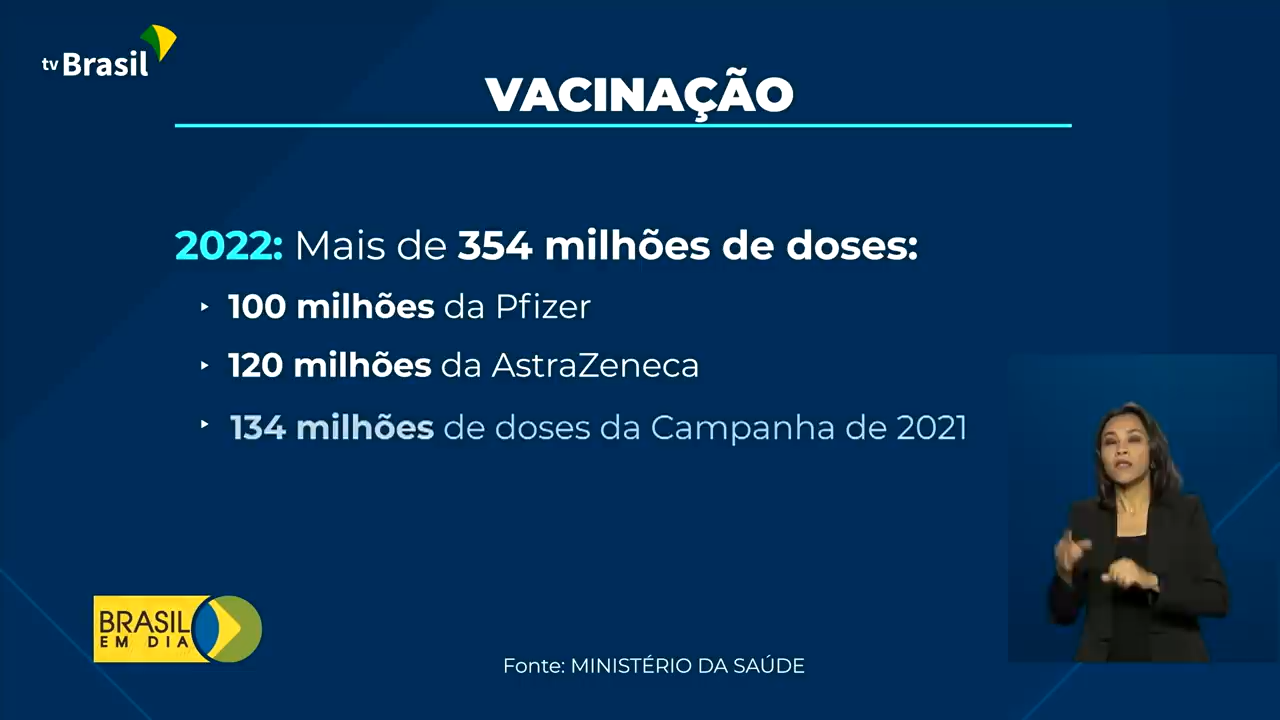 tv Brasil
VACINAÇÃO
2022: Mais de 354 milhões de doses:
100 milhões da Pfizer
120 milhões da AstraZeneca
134 milhões de doses da Campanha de 2021
BRASIL
EM DIA
Fonte: MINISTÉRIO DA SAÚDE